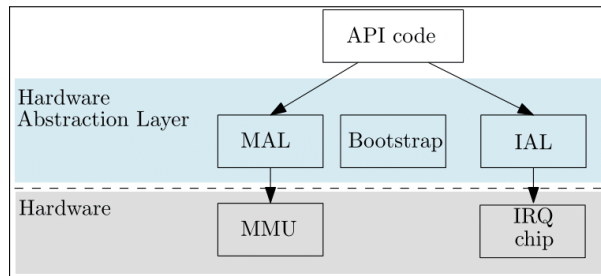 API code
Hardware
Abstraction Layer
MAL
Bootstrap
IAL
Hardware
MMU
IRQ
chip